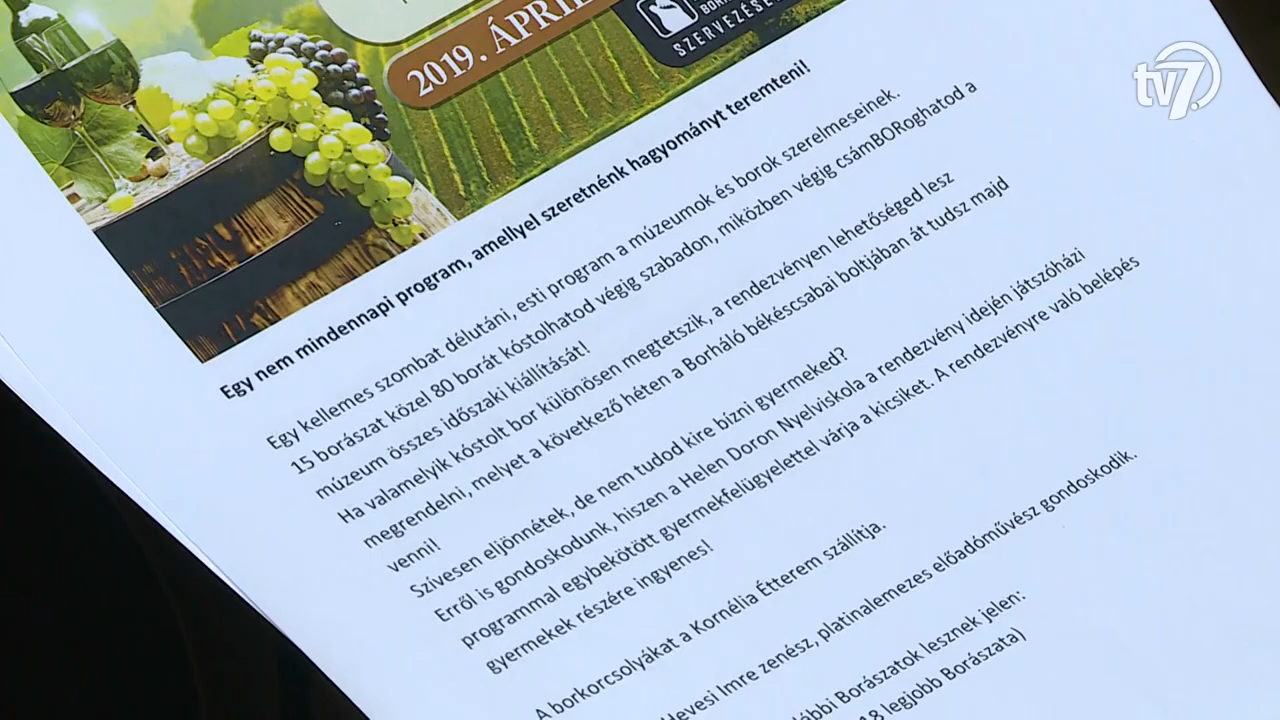 tv7.
2019. ÁPRI
BOR
SZERVEZÉSE
Egy nem mindennapi program, amellyel szeretnénk hagyományt teremteni!
Egy kellemes szombat délutáni, esti program a múzeumok és borok szerelmeseinek.
15 borászat közel 80 borát kóstolhatod végig szabadon, miközben végig csámBORoghatod a
múzeum összes időszaki kiállítását!
Ha valamelyik kóstolt bor különösen megtetszik, a rendezvényen lehetőséged lesz
megrendelni, melyet a következő héten a Borháló békéscsabai boltjában át tudsz majd
venni!
Szívesen eljönnétek, de nem tudod kire bízni gyermeked?
Erről is gondoskodunk, hiszen a Helen Doron Nyelviskola a rendezvény idején játszóházi
programmal egybekötött gyermekfelügyelettel várja a kicsiket. A rendezvényre való belépés
gyermekek részére ingyenes!
A borkorcsolyákat a Kornélia Étterem szállítja.
Hevesi Imre zenész, platinalemezes előadóművész gondoskodik.
ábbi Borászatok lesznek jelen:
18 legjobb Borászata)